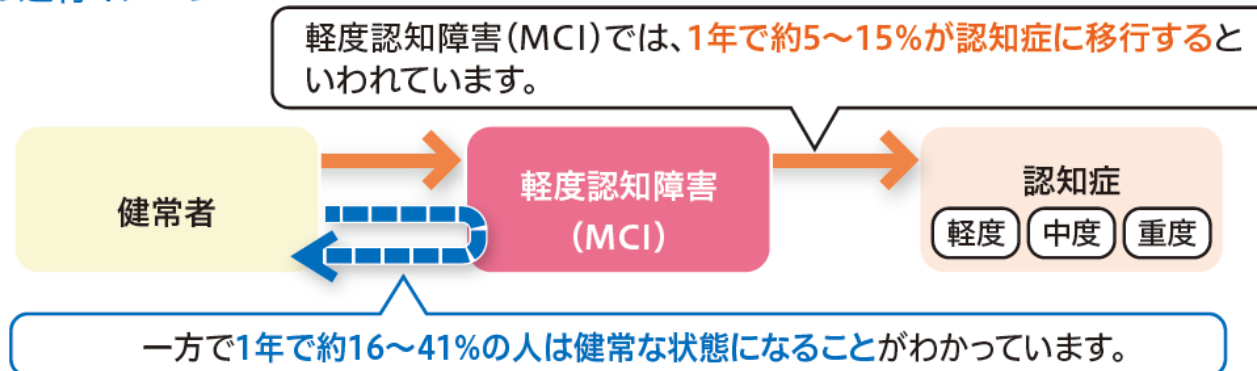 軽度認知障害(MCI)では、1年で約5～15%が認知症に移行すると
いわれています。
健常者
軽度認知障害
(MCI)
認知症
軽度 中度 重度
一方で1年で約16～41%の人は健常な状態になることがわかっています。